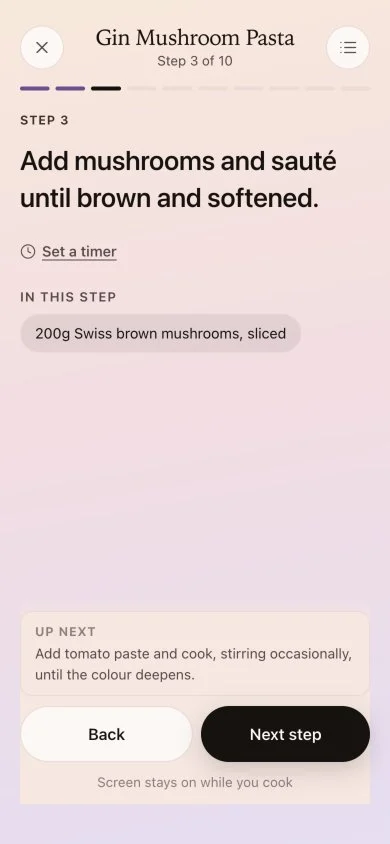 Gin Mushroom Pasta
Step 3 of 10
STEP 3
Add mushrooms and sauté
until brown and softened.
Set a timer
IN THIS STEP
200g Swiss brown mushrooms, sliced
UP NEXT
Add tomato paste and cook, stirring occasionally,
until the colour deepens.
Back
Next step
Screen stays on while you cook